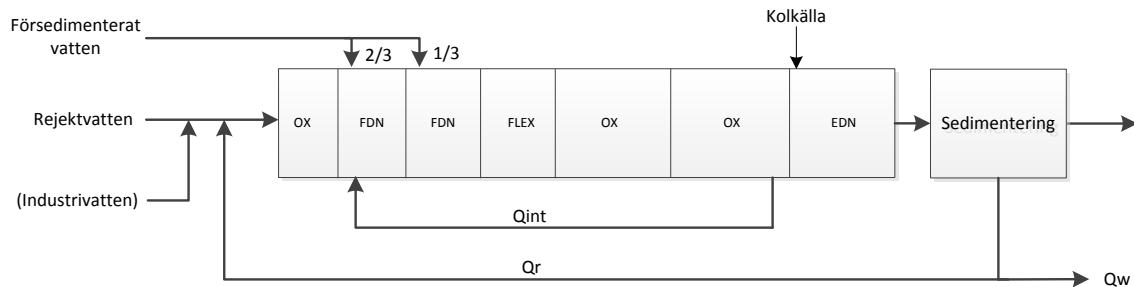 Kolkälla
Försedimenterat
vatten
2/3
1/3
Rejektvatten
OX
FDN
FDN
FLEX
OX
OX
EDN
Sedimentering
(Industrivatten)
Qint
Qr
Qw